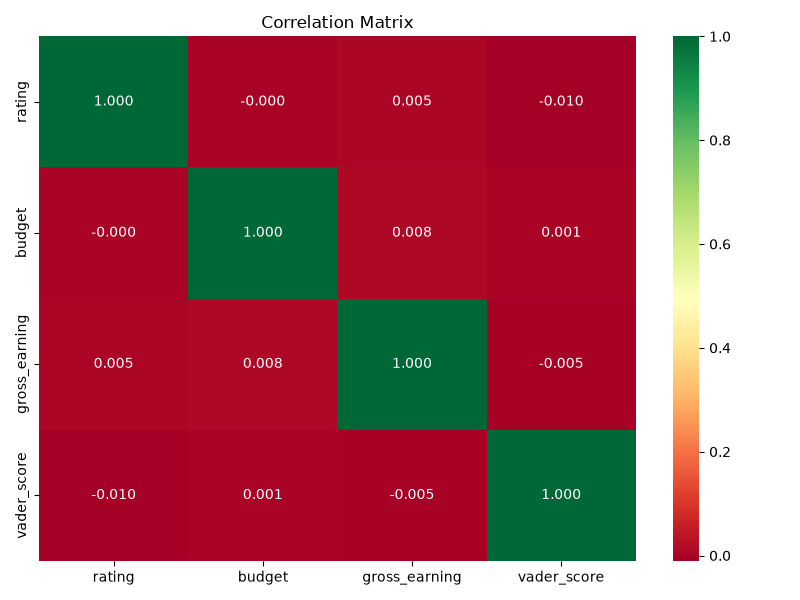 Correlation Matrix
rating
1.000
-0.000
0.005
-0.010
budget
-0.000
1.000
0.008
0.001
gross_earning
0.005
0.008
1.000
-0.005
vader_score
-0.010
0.001
-0.005
1.000
rating
budget
gross_earning
vader_score
1.0
0.8
0.6
0.4
0.2
0.0